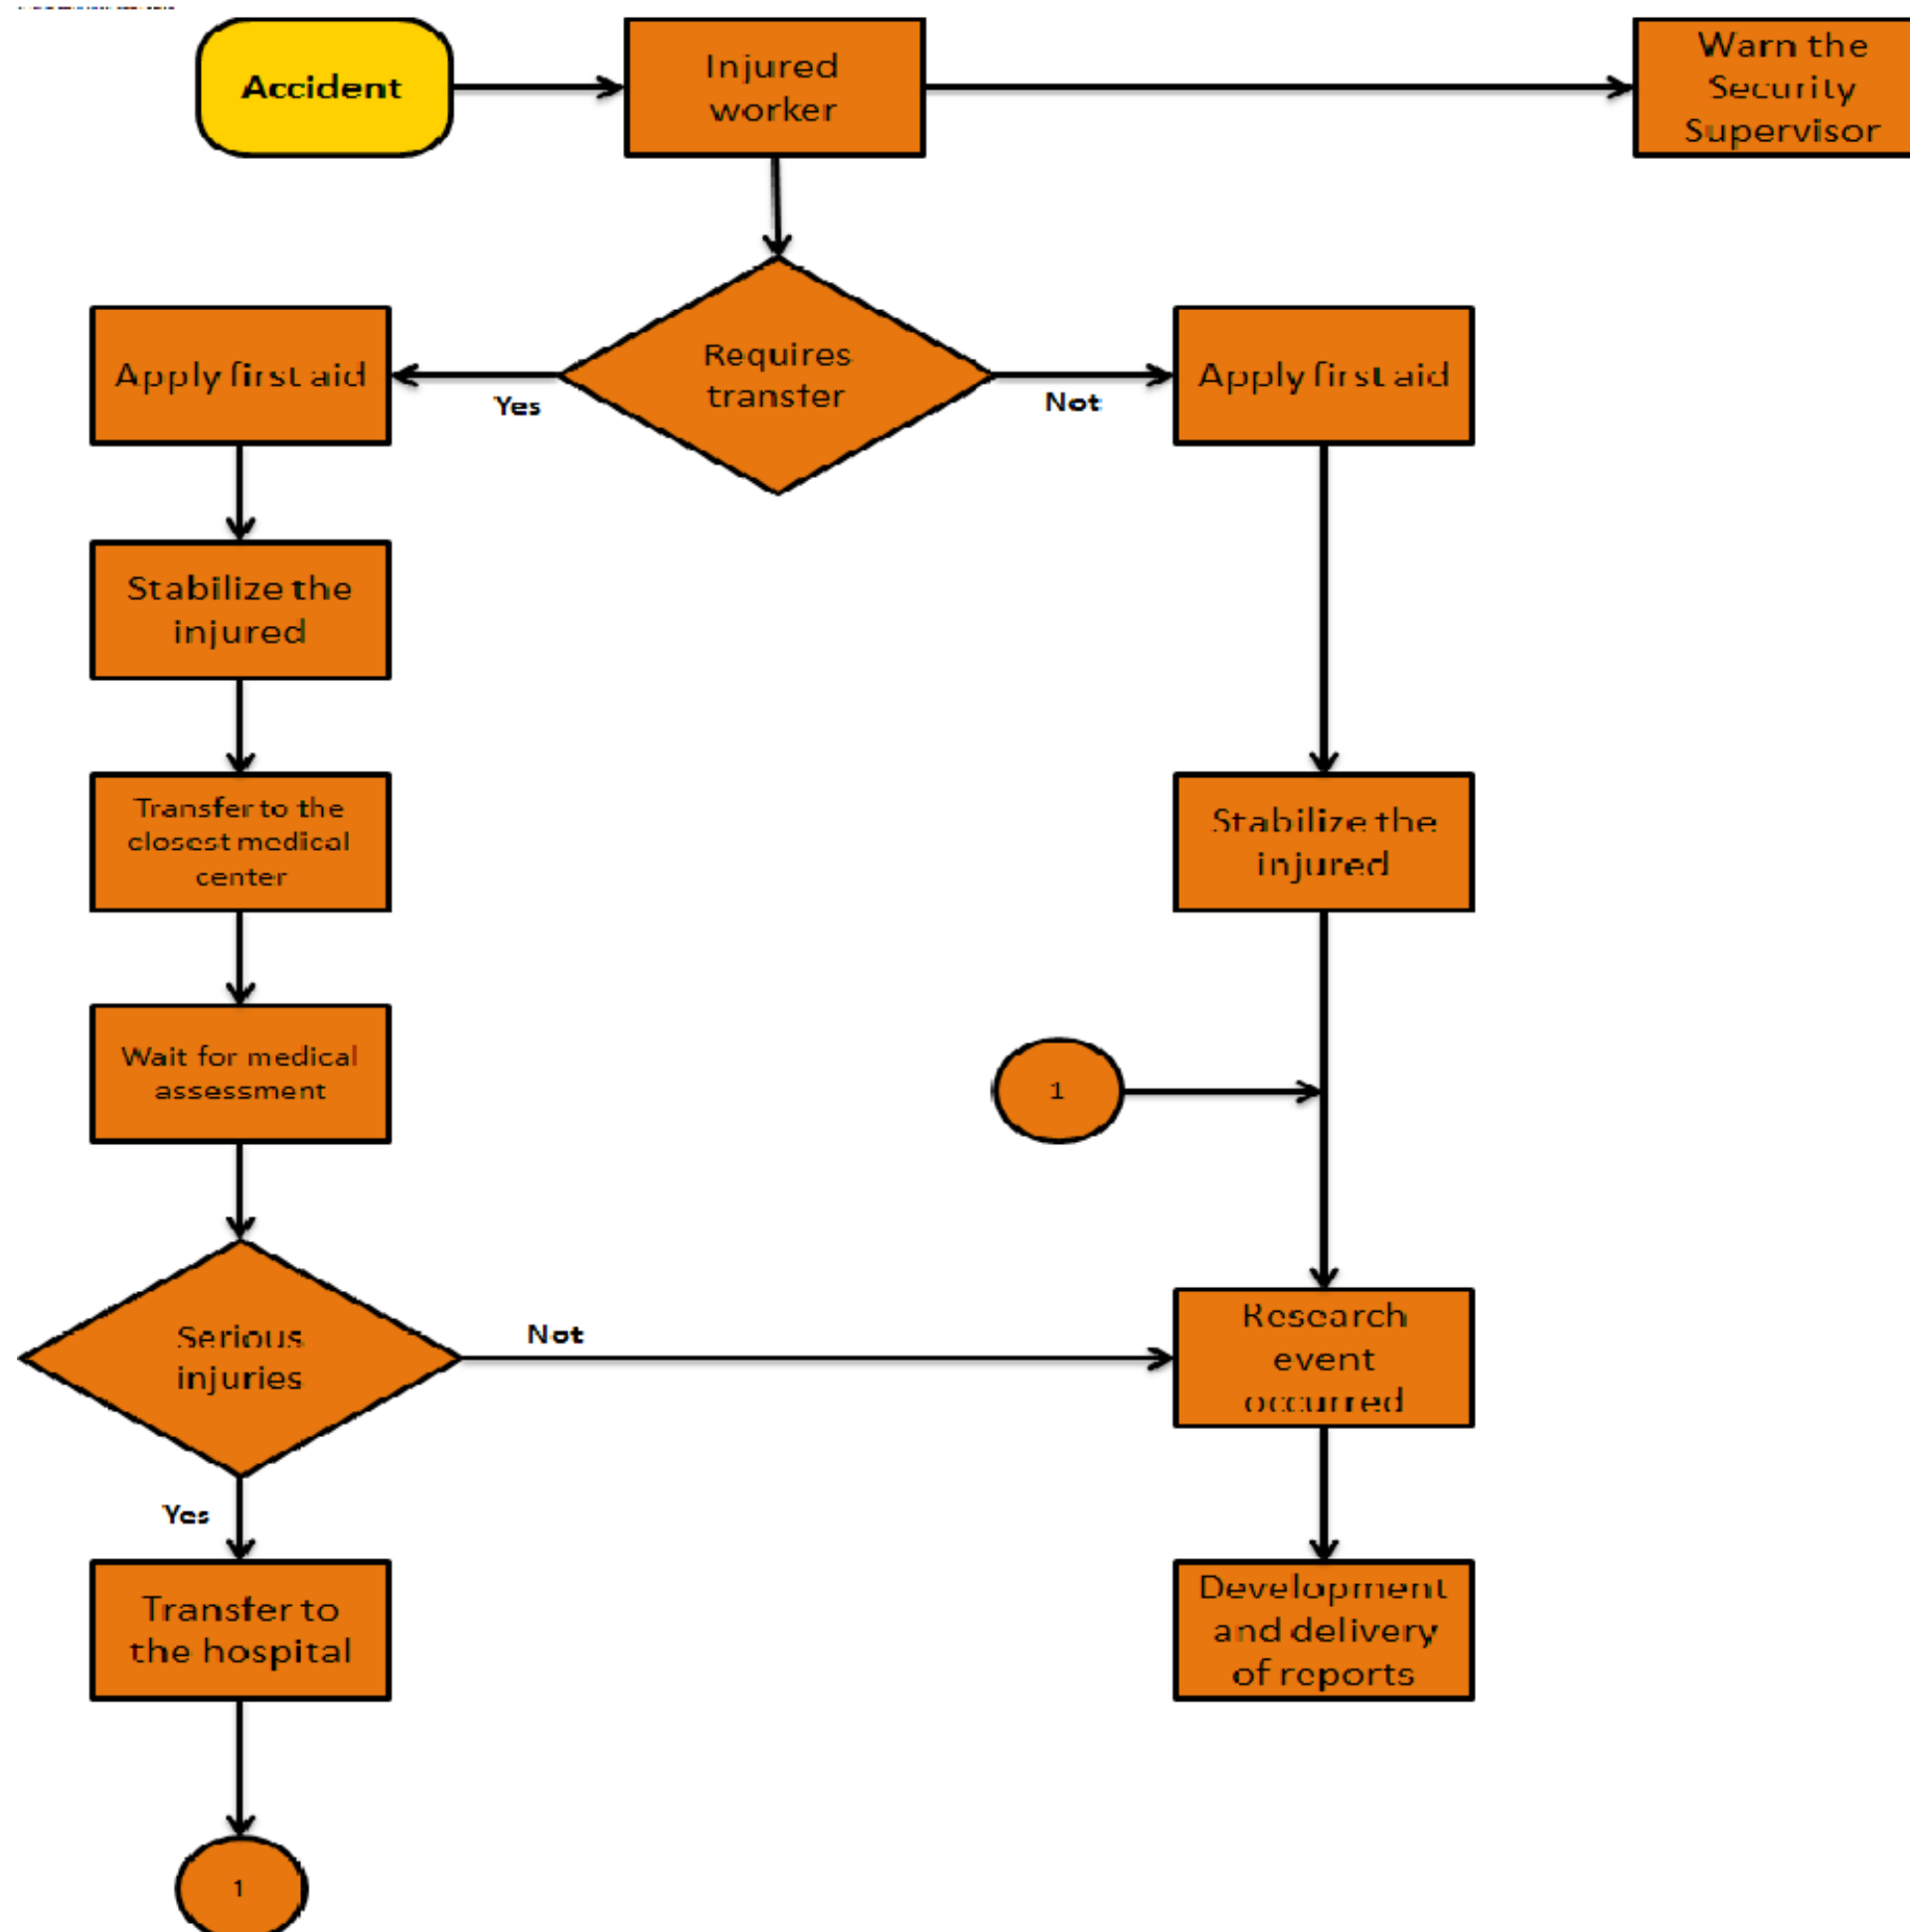 Accident
Injured
worker
Warn the
Security
Supervisor
Requires
transfer
Apply first aid
Yes
Not
Apply first aid
Stabilize the
injured
Transfer to the
closest medical
center
Stabilize the
injured
Wait for medical
assessment
1
Serious
injuries
Not
Research
event
occurred
Yes
Transfer to
the hospital
Development
and delivery
of reports
1